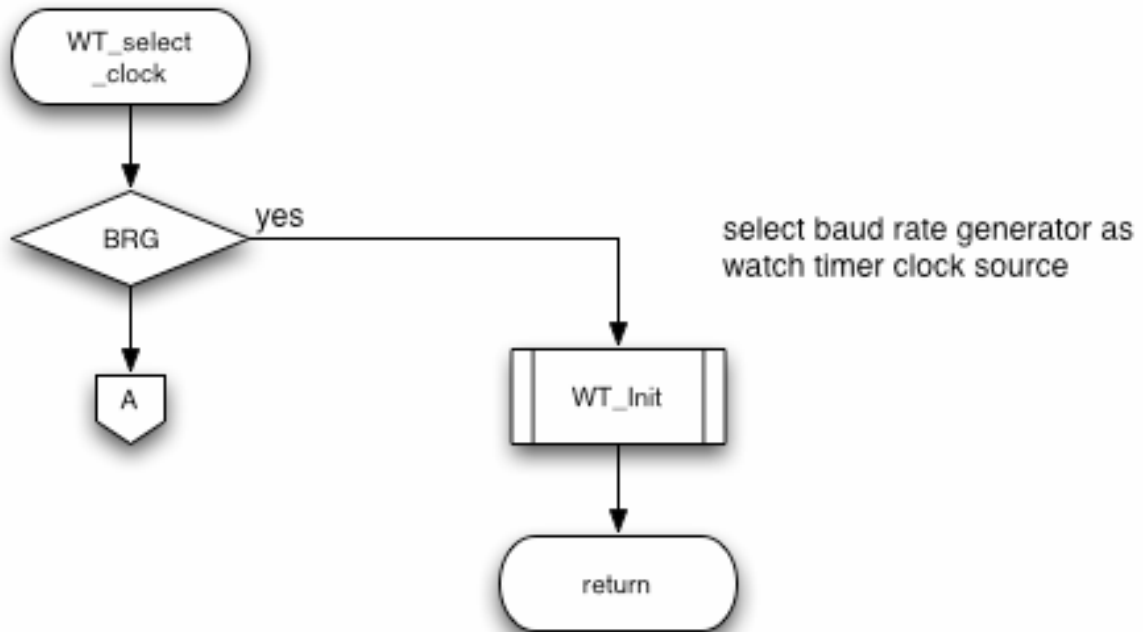 WT_select
_clock
BRG
yes
select baud rate generator as
watch timer clock source
A
WT_Init
return